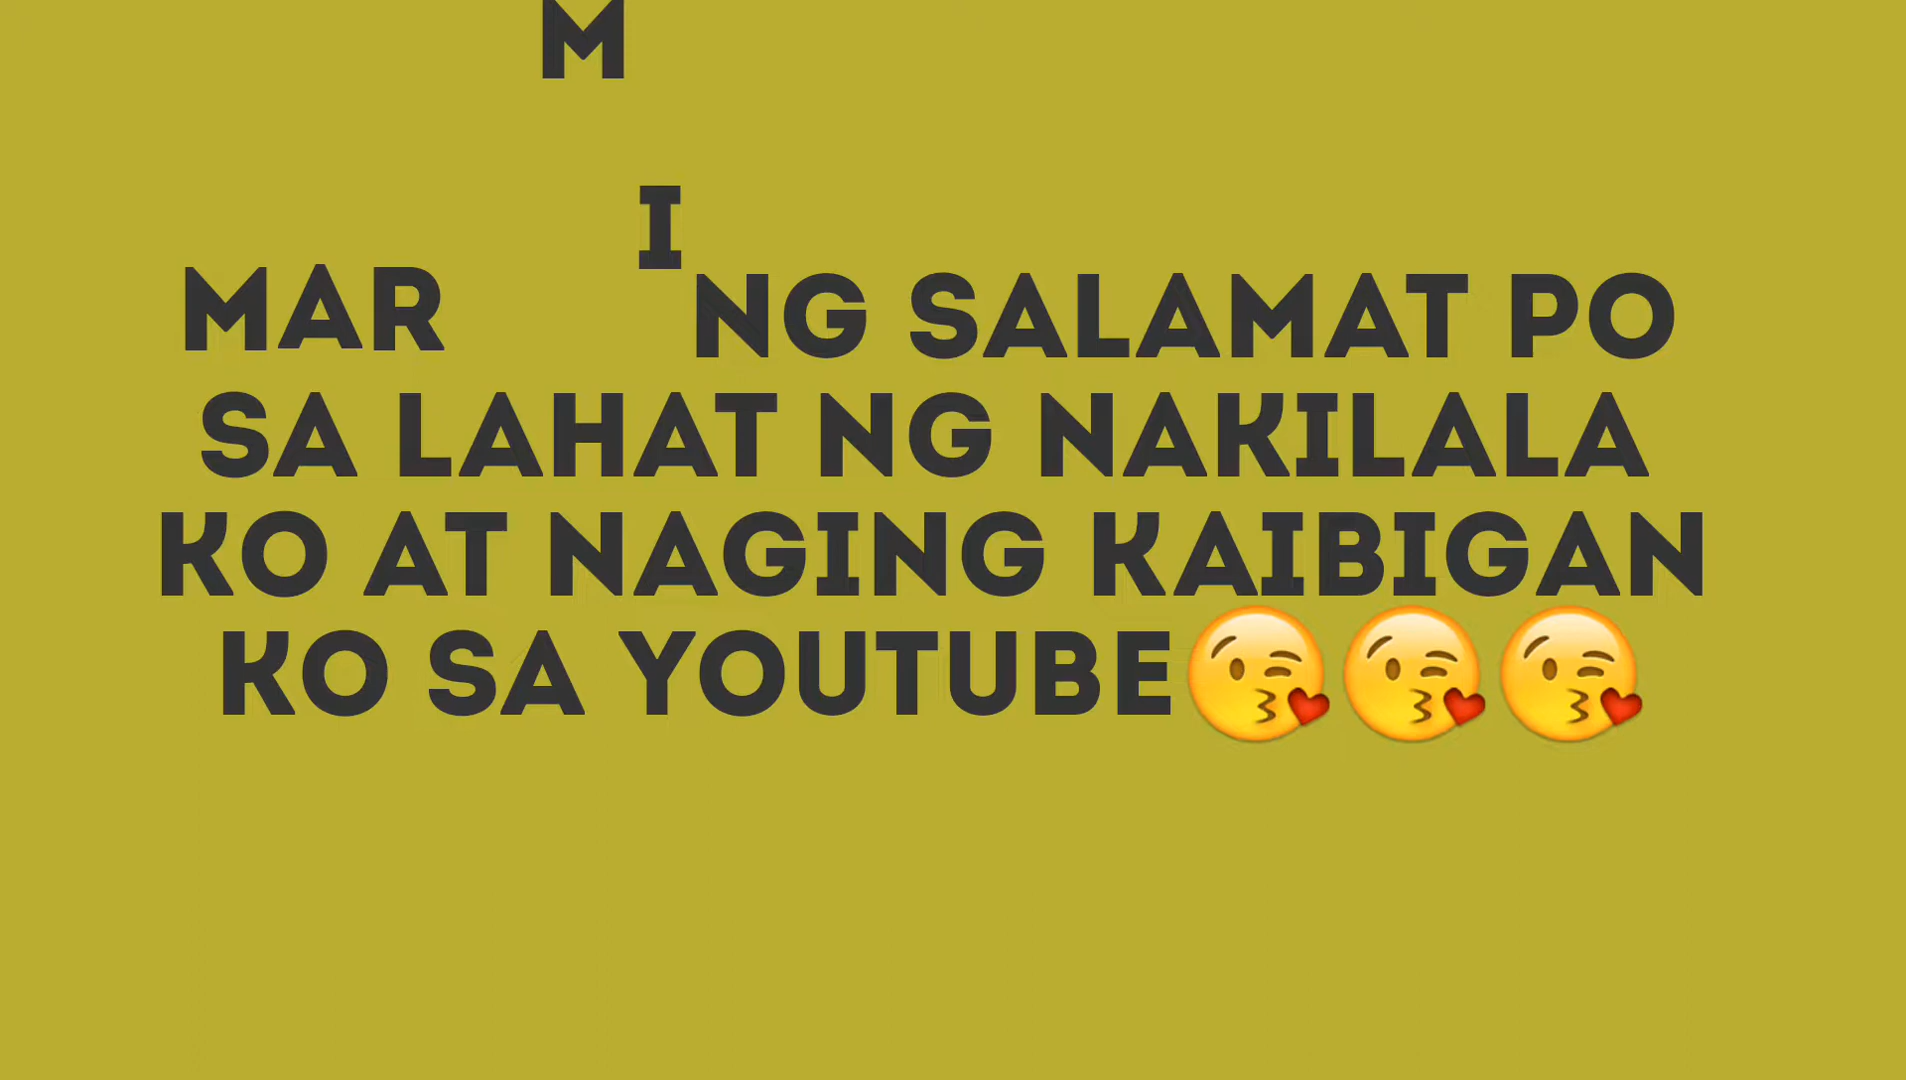 M
I
MAR NG SALAMAT PO
SA LAHAT NG NAKILALA
KO AT NAGING KAIBIGAN
KO SA YOUTUBE😘😘😘